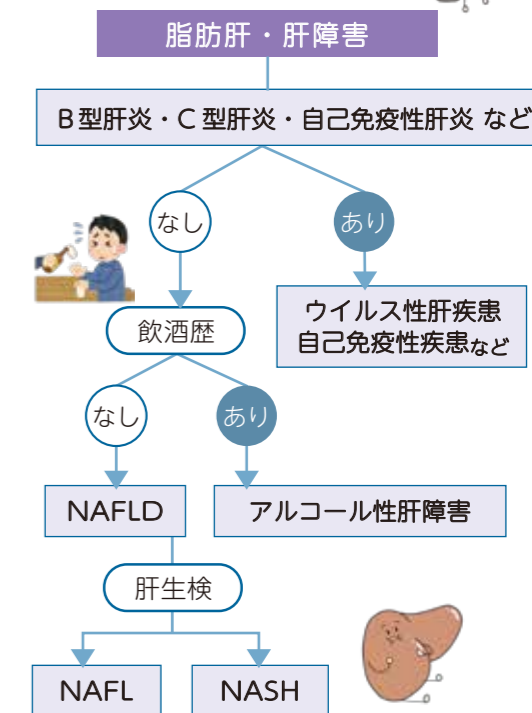 脂肪肝・肝障害
B型肝炎・C型肝炎・自己免疫性肝炎 など
なし
あり
ウイルス性肝疾患
自己免疫性疾患など
飲酒歴
なし
あり
NAFLD
アルコール性肝障害
肝生検
NAFL
NASH